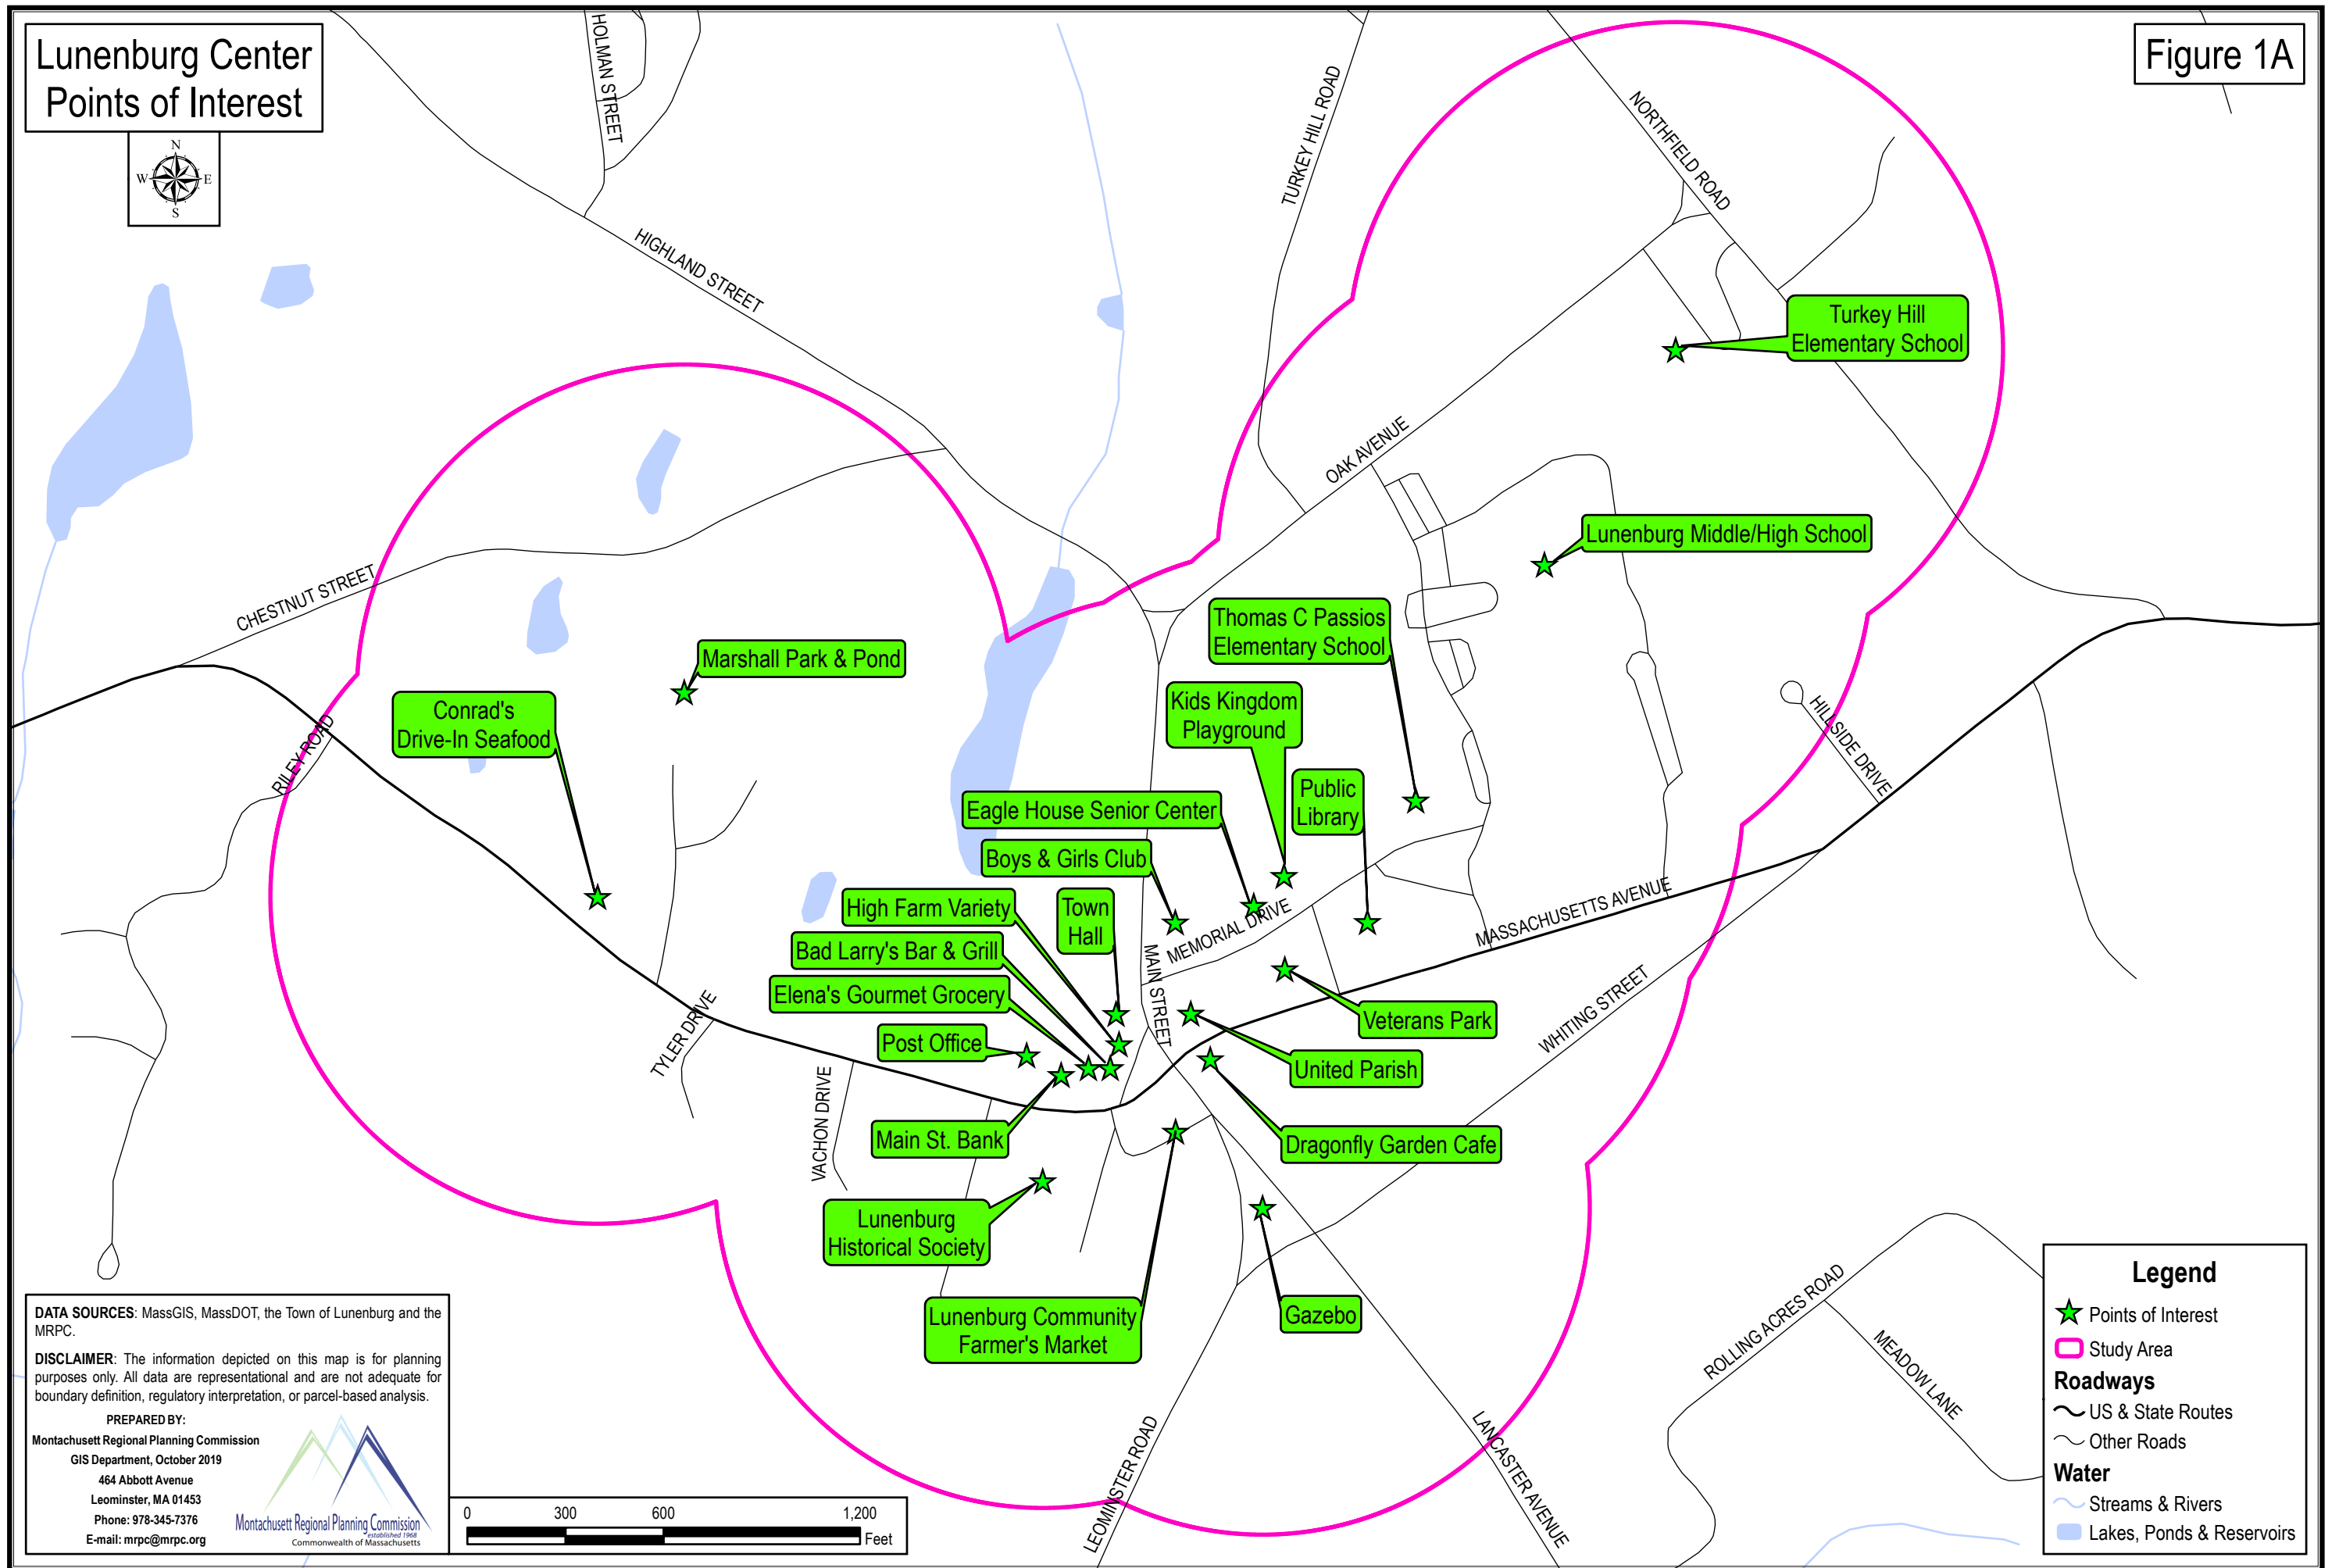 Lunenburg Center
Points of Interest
Figure 1A
N
W
E
S
HOLMAN STREET
TURKEY HILL ROAD
NORTHFIELD ROAD
HIGHLAND STREET
Turkey Hill
Elementary School
OAK AVENUE
Lunenburg Middle/High School
CHESTNUT STREET
Thomas C Passios
Elementary School
Marshall Park & Pond
Kids Kingdom
Playground
Conrad's
Drive-In Seafood
RILEY ROAD
HILLSIDE DRIVE
Public
Library
Eagle House Senior Center
Boys & Girls Club
High Farm Variety
Town
Hall
MEMORIAL DRIVE
MASSACHUSETTS AVENUE
Bad Larry's Bar & Grill
MAIN STREET
Elena's Gourmet Grocery
WHITING STREET
Veterans Park
TYLER DRIVE
Post Office
United Parish
VACHON DRIVE
Main St. Bank
Dragonfly Garden Cafe
Lunenburg
Historical Society
Lunenburg Community
Farmer's Market
Gazebo
ROLLING ACRES ROAD
MEADOW LANE
LEOMINSTER ROAD
LANCASTER AVENUE
DATA SOURCES: MassGIS, MassDOT, the Town of Lunenburg and the
MRPC.
DISCLAIMER: The information depicted on this map is for planning
purposes only. All data are representational and are not adequate for
boundary definition, regulatory interpretation, or parcel-based analysis.
PREPARED BY:
Montachusett Regional Planning Commission
GIS Department, October 2019
464 Abbott Avenue
Leominster, MA 01453
Phone: 978-345-7376
E-mail: mrpc@mrpc.org
Montachusett Regional Planning Commission
established 1968
Commonwealth of Massachusetts
0 300 600 1,200
Feet
Legend
Points of Interest
Study Area
Roadways
US & State Routes
Other Roads
Water
Streams & Rivers
Lakes, Ponds & Reservoirs